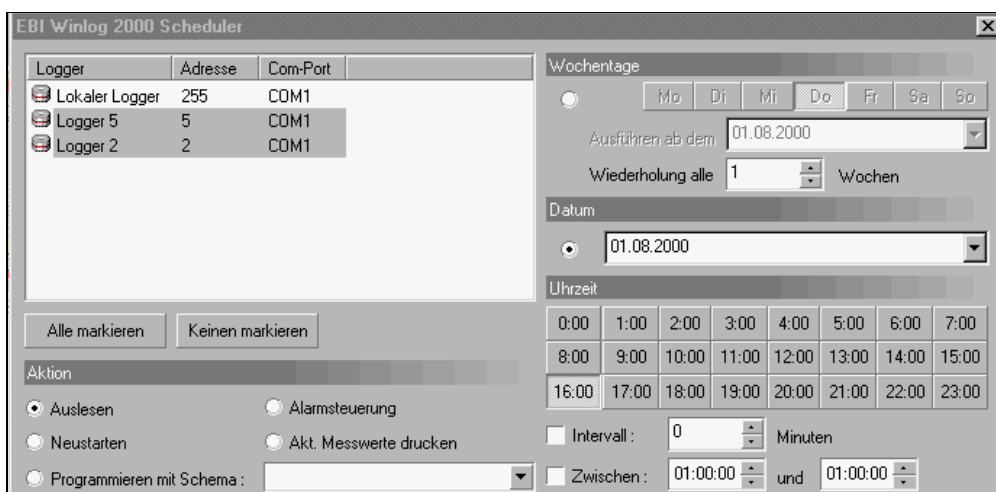 EBI Winlog 2000 Scheduler
Logger Adresse Com-Port
Lokaler Logger 255 COM1
Logger 5 5 COM1
Logger 2 2 COM1
Alle markieren Keinen markieren
Aktion
Auslesen Alarmsteuerung
Neustarten Akt. Messwerte drucken
Programmieren mit Schema :
Wochentage
Mo Di Mi Do Fr Sa So
Ausführen ab dem 01.08.2000
Wiederholung alle 1 Wochen
Datum
01.08.2000
Uhrzeit
0:00 1:00 2:00 3:00 4:00 5:00 6:00 7:00
8:00 9:00 10:00 11:00 12:00 13:00 14:00 15:00
16:00 17:00 18:00 19:00 20:00 21:00 22:00 23:00
Intervall : 0 Minuten
Zwischen : 01:00:00 und 01:00:00